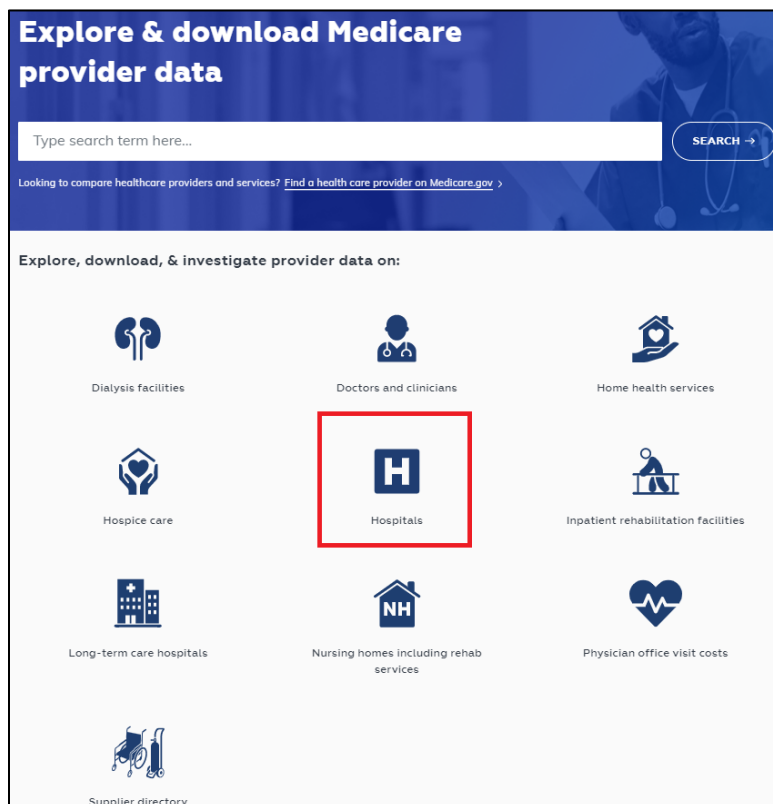 Explore & download Medicare
provider data
Type search term here...
SEARCH →
Looking to compare healthcare providers and services? Find a health care provider on Medicare.gov >
Explore, download, & investigate provider data on:
Dialysis facilities
Doctors and clinicians
Home health services
Hospice care
H
Hospitals
Inpatient rehabilitation facilities
Long-term care hospitals
NH
Nursing homes including rehab
services
Physician office visit costs
Supplier directory